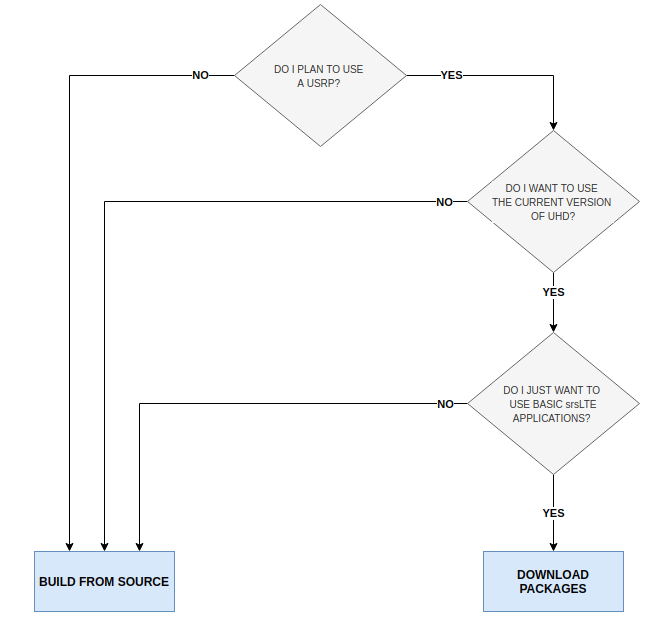 DO I PLAN TO USE
A USRP?
NO
YES
DO I WANT TO USE
THE CURRENT VERSION
OF UHD?
NO
YES
DO I JUST WANT TO
USE BASIC srsLTE
APPLICATIONS?
NO
YES
BUILD FROM SOURCE
DOWNLOAD
PACKAGES